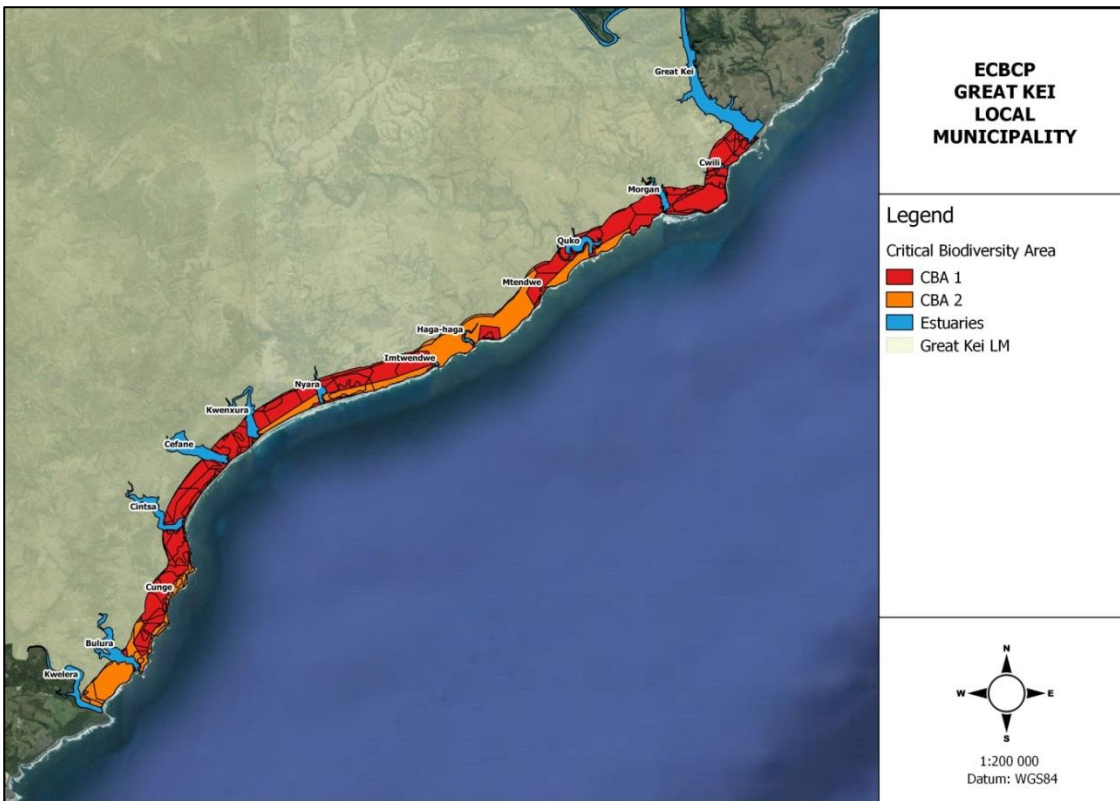 ECBCP
GREAT KEI
LOCAL
MUNICIPALITY
Legend
Critical Biodiversity Area
CBA 1
CBA 2
Estuaries
Great Kei LM
Great Kei
Cwili
Morgan
Quko
Mtendwe
Haga-haga
Imtwendwe
Nyara
Kwenxura
Cefane
Cintsa
Cunge
Bulura
Kwelera
N
W
E
S
1:200 000
Datum: WGS84